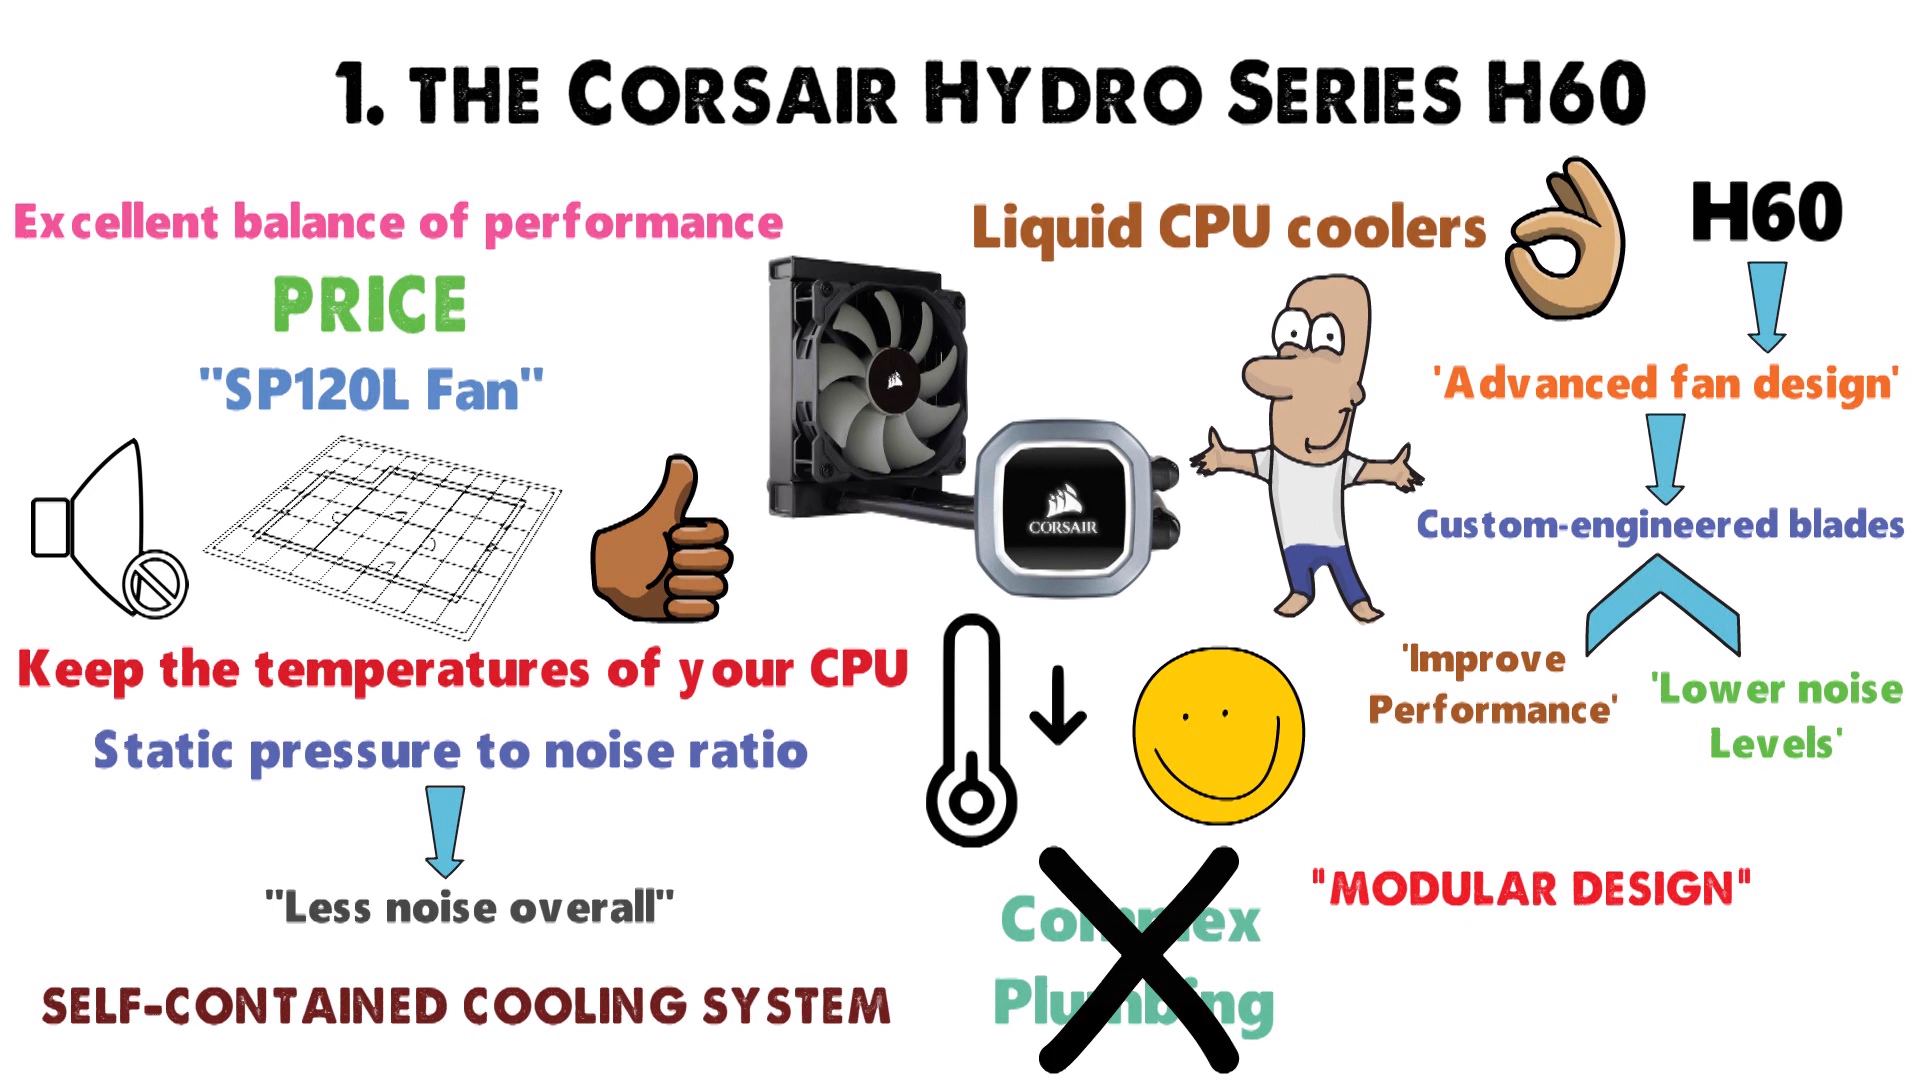 1. THE CORSAIR HYDRO SERIES H60
Excellent balance of performance
PRICE
"SP120L Fan"
Liquid CPU coolers
H60
'Advanced fan design'
Custom-engineered blades
'Improve
Performance'
'Lower noise
Levels'
CORSAIR
Keep the temperatures of your CPU
Static pressure to noise ratio
"Less noise overall"
SELF-CONTAINED COOLING SYSTEM
Complex
Plumbing
"MODULAR DESIGN"